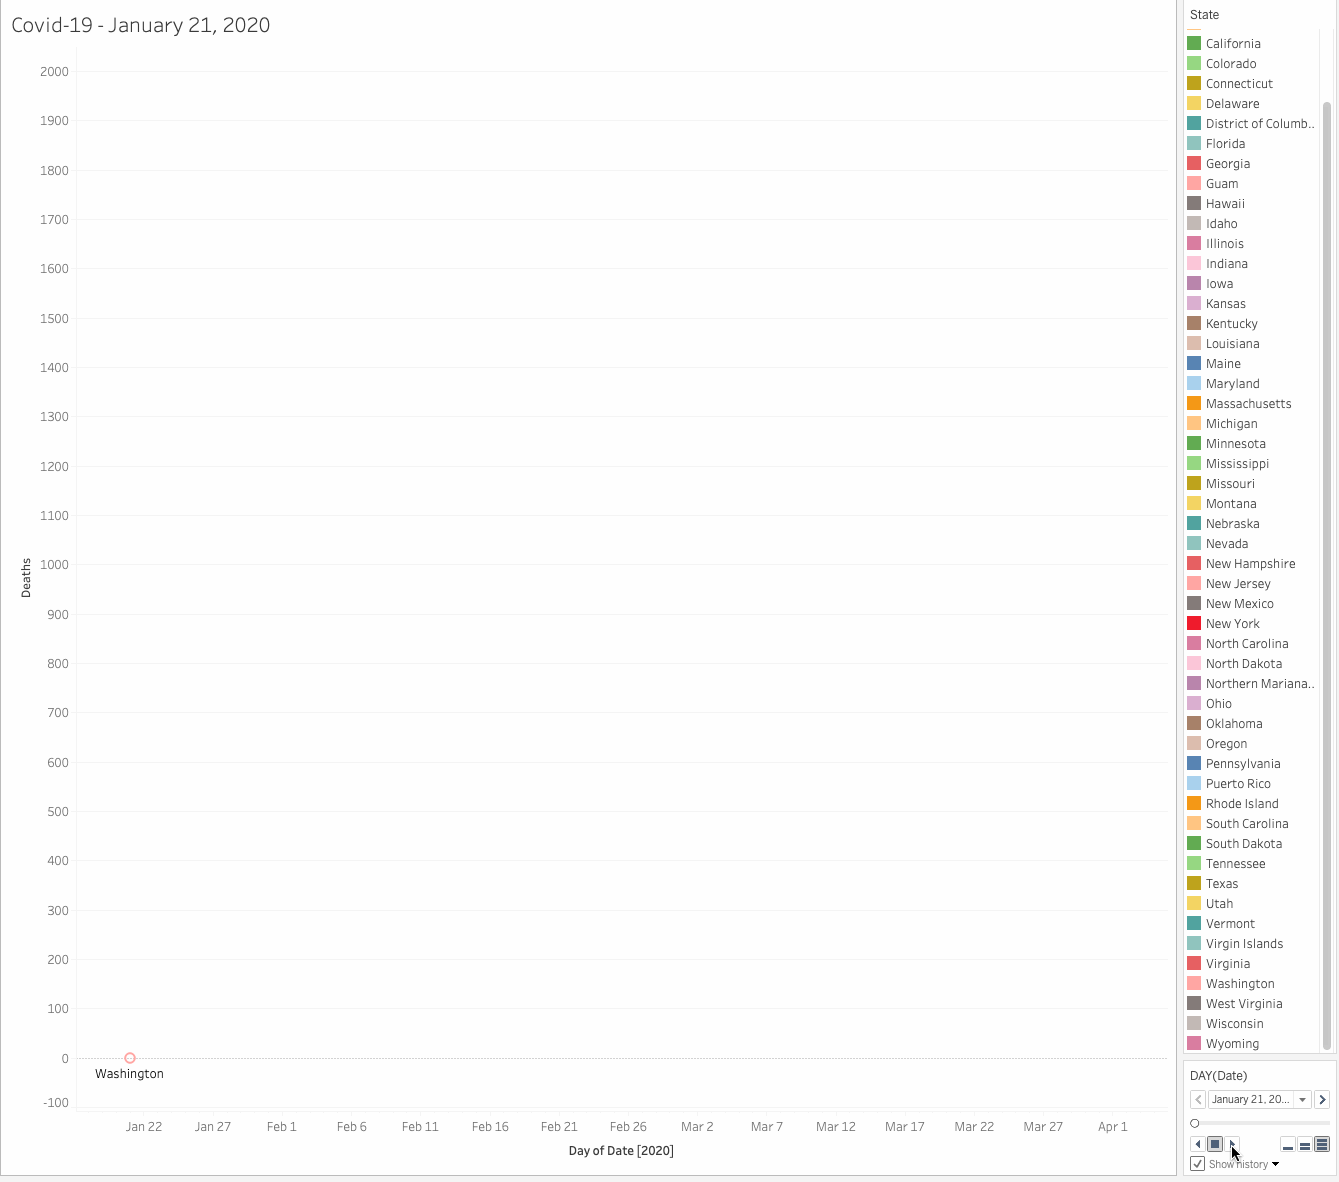 Covid-19 - January 21, 2020
2000
1900
1800
1700
1600
1500
1400
1300
1200
1100
1000
900
800
700
600
500
400
300
200
100
0
-100
Deaths
Washington
Jan 22 Jan 27 Feb 1 Feb 6 Feb 11 Feb 16 Feb 21 Feb 26 Mar 2 Mar 7 Mar 12 Mar 17 Mar 22 Mar 27 Apr 1
Day of Date [2020]
State
California
Colorado
Connecticut
Delaware
District of Columb..
Florida
Georgia
Guam
Hawaii
Idaho
Illinois
Indiana
Iowa
Kansas
Kentucky
Louisiana
Maine
Maryland
Massachusetts
Michigan
Minnesota
Mississippi
Missouri
Montana
Nebraska
Nevada
New Hampshire
New Jersey
New Mexico
New York
North Carolina
North Dakota
Northern Mariana..
Ohio
Oklahoma
Oregon
Pennsylvania
Puerto Rico
Rhode Island
South Carolina
South Dakota
Tennessee
Texas
Utah
Vermont
Virgin Islands
Virginia
Washington
West Virginia
Wisconsin
Wyoming
DAY(Date)
January 21, 20...
Show history